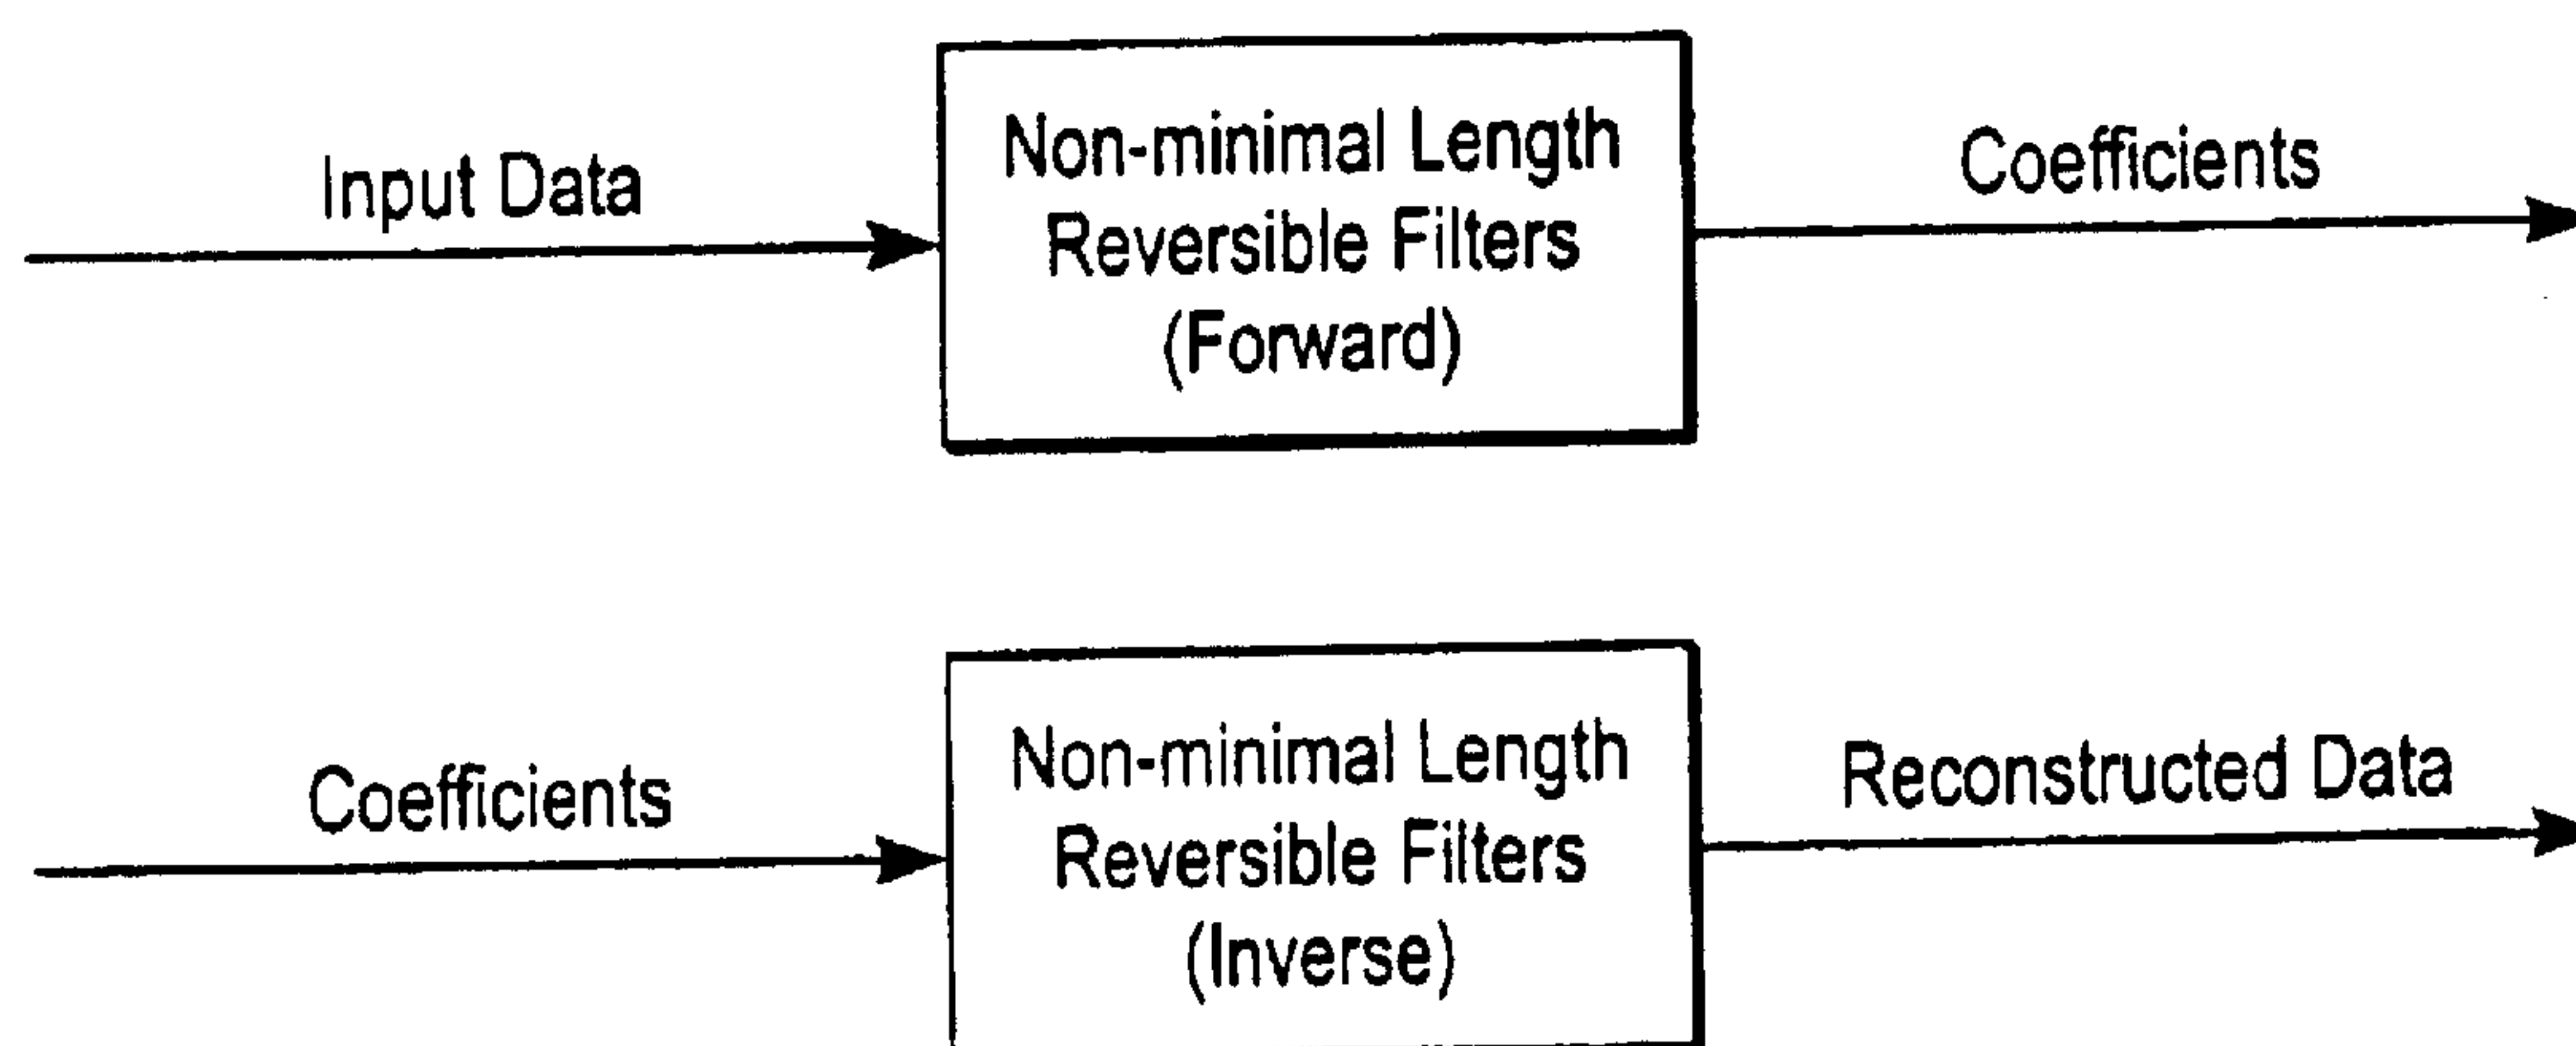 Input Data
Non-minimal Length
Reversible Filters
(Forward)
Coefficients
Coefficients
Non-minimal Length
Reversible Filters
(Inverse)
Reconstructed Data